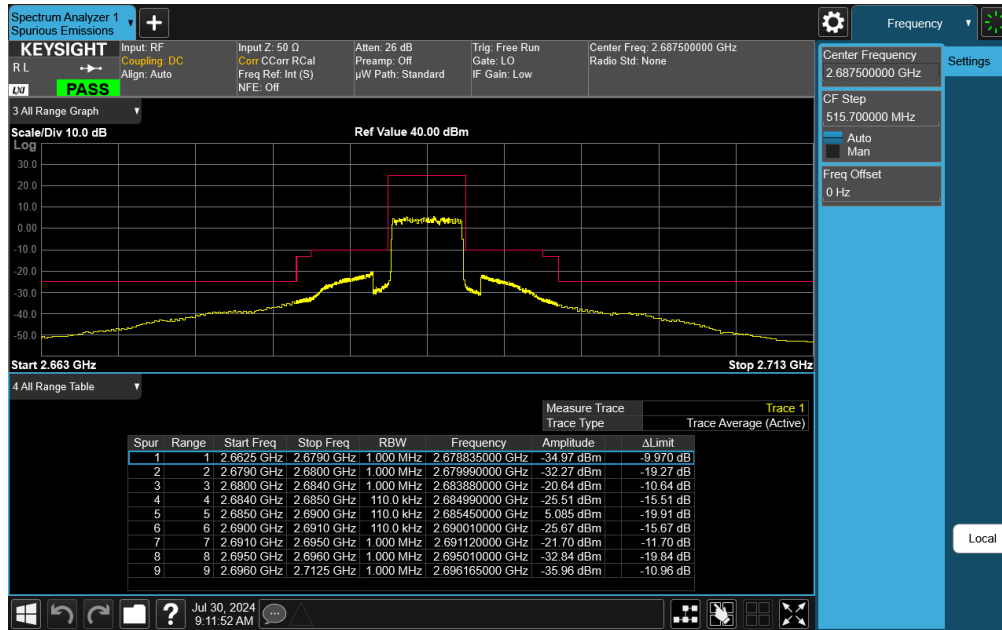 Spectrum Analyzer 1
Spurious Emissions
Frequency
KEYSIGHT
R L
LXI
PASS
Input: RF
Coupling: DC
Align: Auto
Input Z: 50 Ω
Corr CCorr RCal
Freq Ref: Int (S)
NFE: Off
Atten: 26 dB
Preamp: Off
µW Path: Standard
Trig: Free Run
Gate: LO
IF Gain: Low
Center Freq: 2.687500000 GHz
Radio Std: None
Center Frequency
2.687500000 GHz
Settings
CF Step
515.700000 MHz
Auto
Man
Freq Offset
0 Hz
3 All Range Graph
Scale/Div 10.0 dB
Ref Value 40.00 dBm
Log
30.0
20.0
10.0
0.00
-10.0
-20.0
-30.0
-40.0
-50.0
Start 2.663 GHz
Stop 2.713 GHz
4 All Range Table
Measure Trace Trace 1
Trace Type Trace Average (Active)
Spur Range Start Freq Stop Freq RBW Frequency Amplitude ΔLimit
1 1 2.6625 GHz 2.6790 GHz 1.000 MHz 2.678835000 GHz -34.97 dBm -9.970 dB
2 2 2.6790 GHz 2.6800 GHz 1.000 MHz 2.679990000 GHz -32.27 dBm -19.27 dB
3 3 2.6800 GHz 2.6840 GHz 1.000 MHz 2.683880000 GHz -20.64 dBm -10.64 dB
4 4 2.6840 GHz 2.6850 GHz 110.0 kHz 2.684990000 GHz -25.51 dBm -15.51 dB
5 5 2.6850 GHz 2.6900 GHz 110.0 kHz 2.685450000 GHz 5.085 dBm -19.91 dB
6 6 2.6900 GHz 2.6910 GHz 110.0 kHz 2.690010000 GHz -25.67 dBm -15.67 dB
7 7 2.6910 GHz 2.6950 GHz 1.000 MHz 2.691120000 GHz -21.70 dBm -11.70 dB
8 8 2.6950 GHz 2.6960 GHz 1.000 MHz 2.695010000 GHz -32.84 dBm -19.84 dB
9 9 2.6960 GHz 2.7125 GHz 1.000 MHz 2.696165000 GHz -35.96 dBm -10.96 dB
Local
Jul 30, 2024
9:11:52 AM